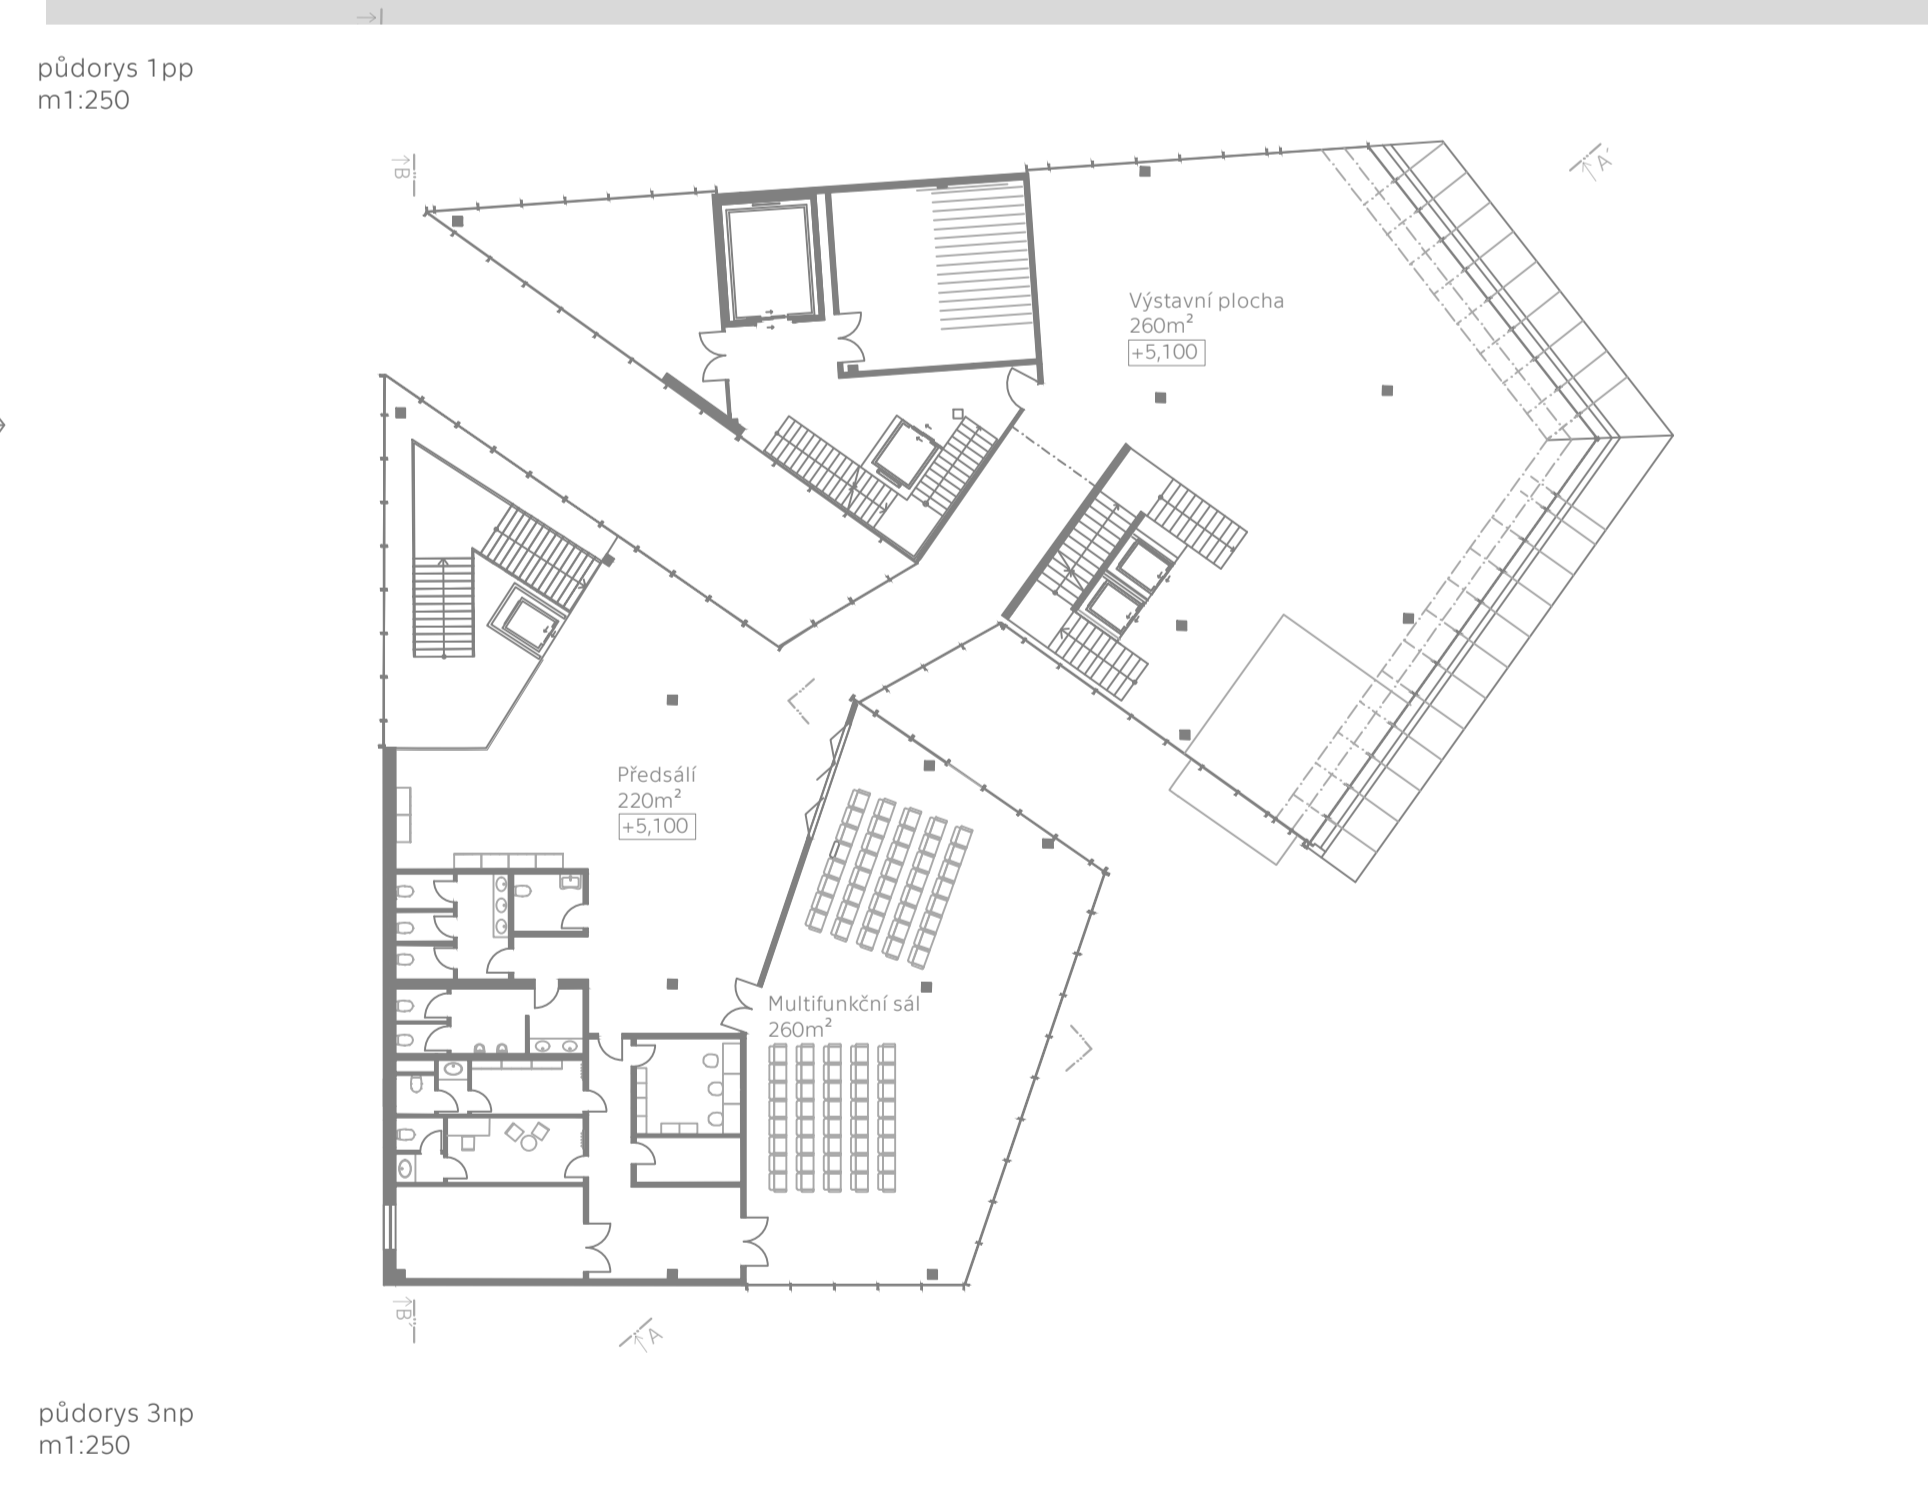 půdorys 1pp
m1:250
B
A´
Výstavní plocha
260m²
+5,100
Předsálí
220m²
+5,100
Multifunkční sál
260m²
B´
A
půdorys 3np
m1:250